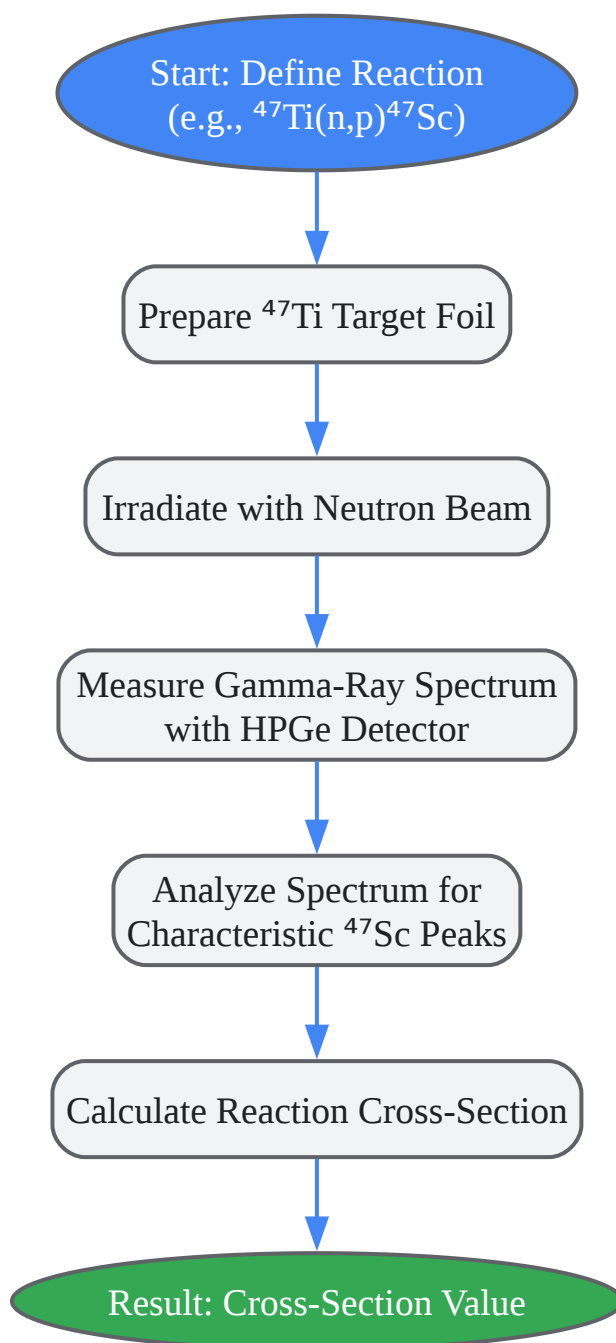 Start: Define Reaction
(e.g., ⁴⁷Ti(n,p)⁴⁷Sc)
Prepare ⁴⁷Ti Target Foil
Irradiate with Neutron Beam
Measure Gamma-Ray Spectrum
with HPGe Detector
Analyze Spectrum for
Characteristic ⁴⁷Sc Peaks
Calculate Reaction Cross-Section
Result: Cross-Section Value